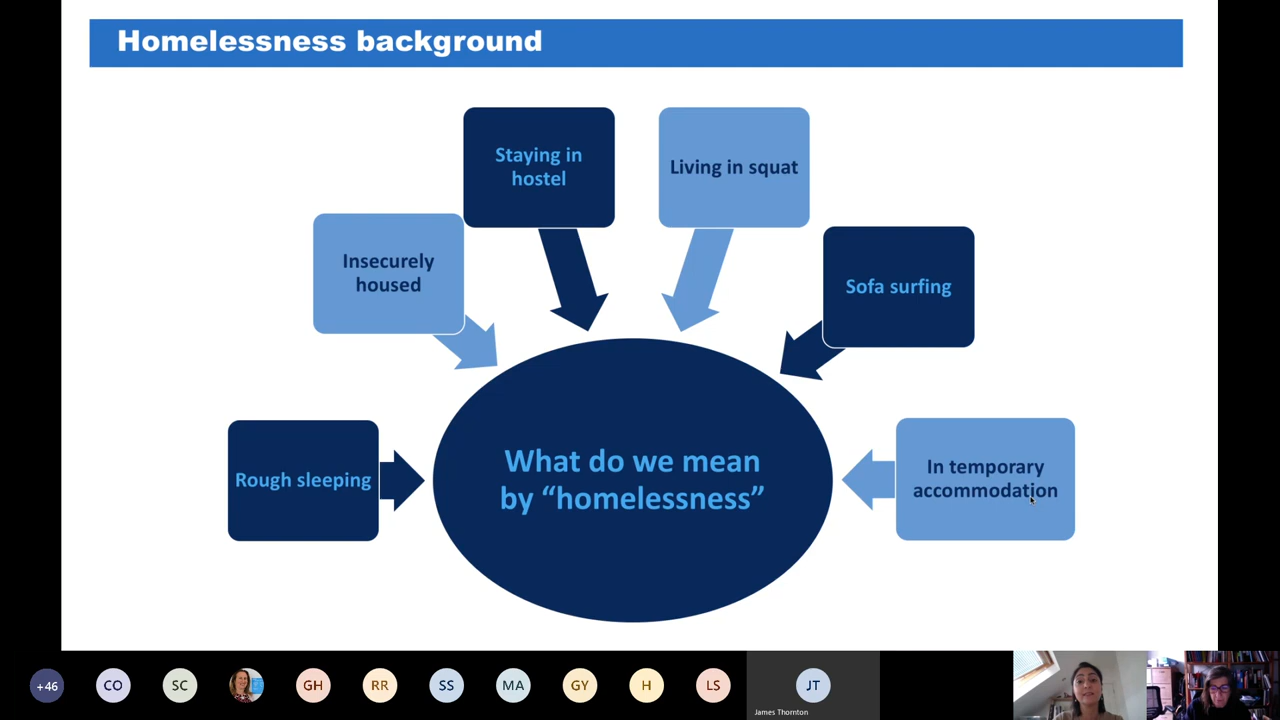 Homelessness background
Staying in
hostel
Living in squat
Insecurely
housed
Sofa surfing
Rough sleeping
What do we mean
by “homelessness”
In temporary
accommodation
+46
CO
SC
GH
RR
SS
MA
GY
H
LS
JT
James Thornton